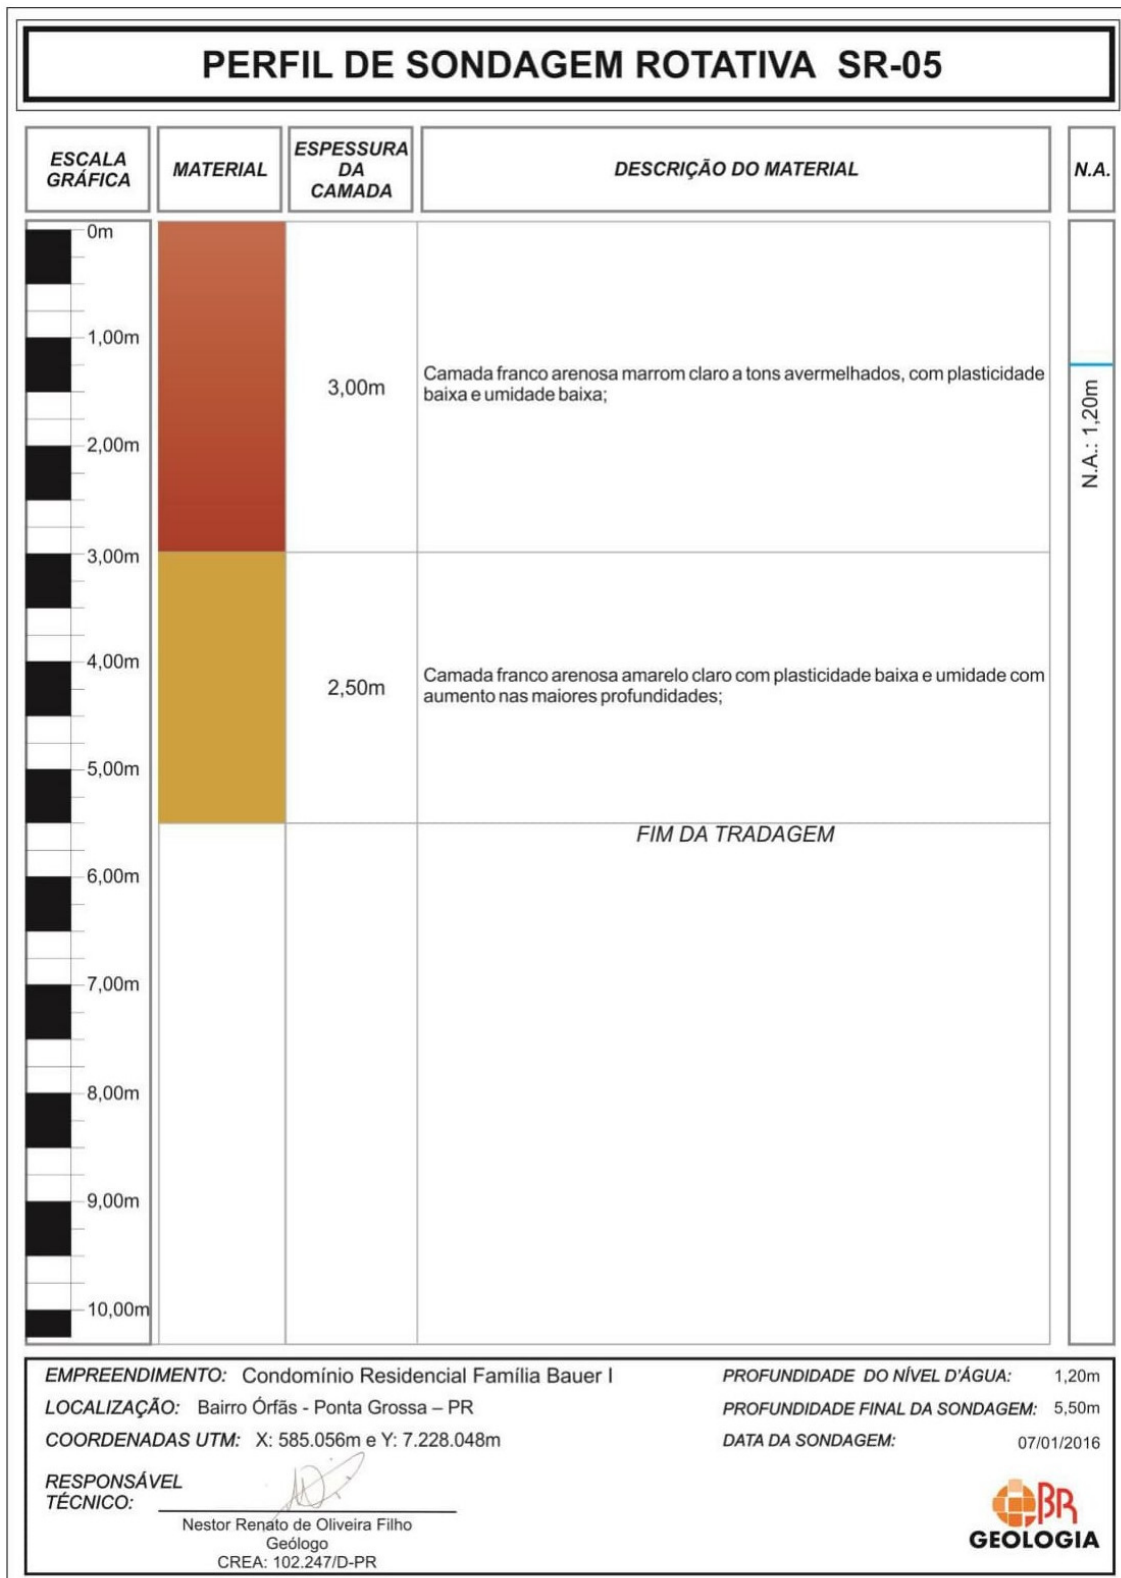 PERFIL DE SONDAGEM ROTATIVA SR-05
ESCALA
GRÁFICA
MATERIAL
ESPESSURA
DA
CAMADA
DESCRIÇÃO DO MATERIAL
N.A.
0m
1,00m
2,00m
3,00m
4,00m
5,00m
6,00m
7,00m
8,00m
9,00m
10,00m
3,00m
Camada franco arenosa marrom claro a tons avermelhados, com plasticidade
baixa e umidade baixa;
N.A.: 1,20m
2,50m
Camada franco arenosa amarelo claro com plasticidade baixa e umidade com
aumento nas maiores profundidades;
FIM DA TRADAGEM
EMPREENDIMENTO: Condomínio Residencial Família Bauer I
LOCALIZAÇÃO: Bairro Órfãs - Ponta Grossa – PR
COORDENADAS UTM: X: 585.056m e Y: 7.228.048m
RESPONSÁVEL
TÉCNICO:
Nestor Renato de Oliveira Filho
Geólogo
CREA: 102.247/D-PR
PROFUNDIDADE DO NÍVEL D'ÁGUA: 1,20m
PROFUNDIDADE FINAL DA SONDAGEM: 5,50m
DATA DA SONDAGEM: 07/01/2016
BR
GEOLOGIA